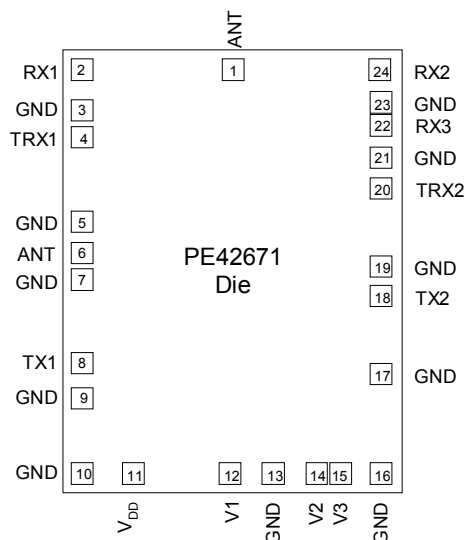 ANT
RX1 2 1 24 RX2
GND 3 23 GND
TRX1 4 22 RX3
21 GND
20 TRX2
GND 5
ANT 6 PE42671 19 GND
GND 7 Die 18 TX2
TX1 8 17 GND
GND 9
GND 10 11 12 13 14 15 16
VDD V1 GND V2 V3 GND